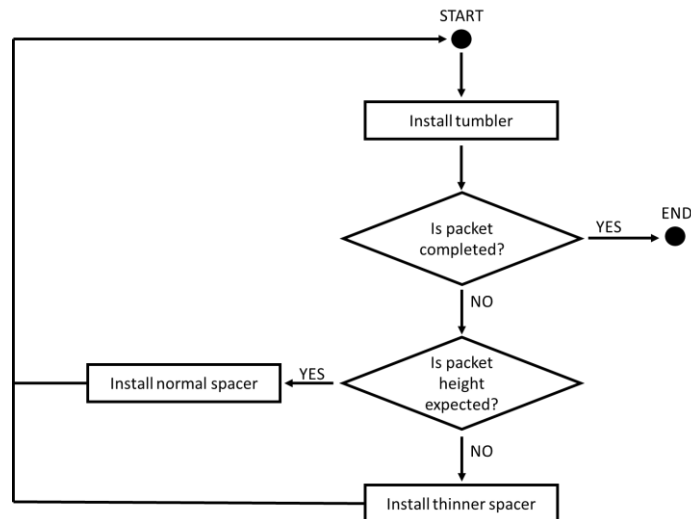 START
Install tumbler
Is packet
completed?
YES
END
NO
Is packet
height
expected?
YES
Install normal spacer
NO
Install thinner spacer